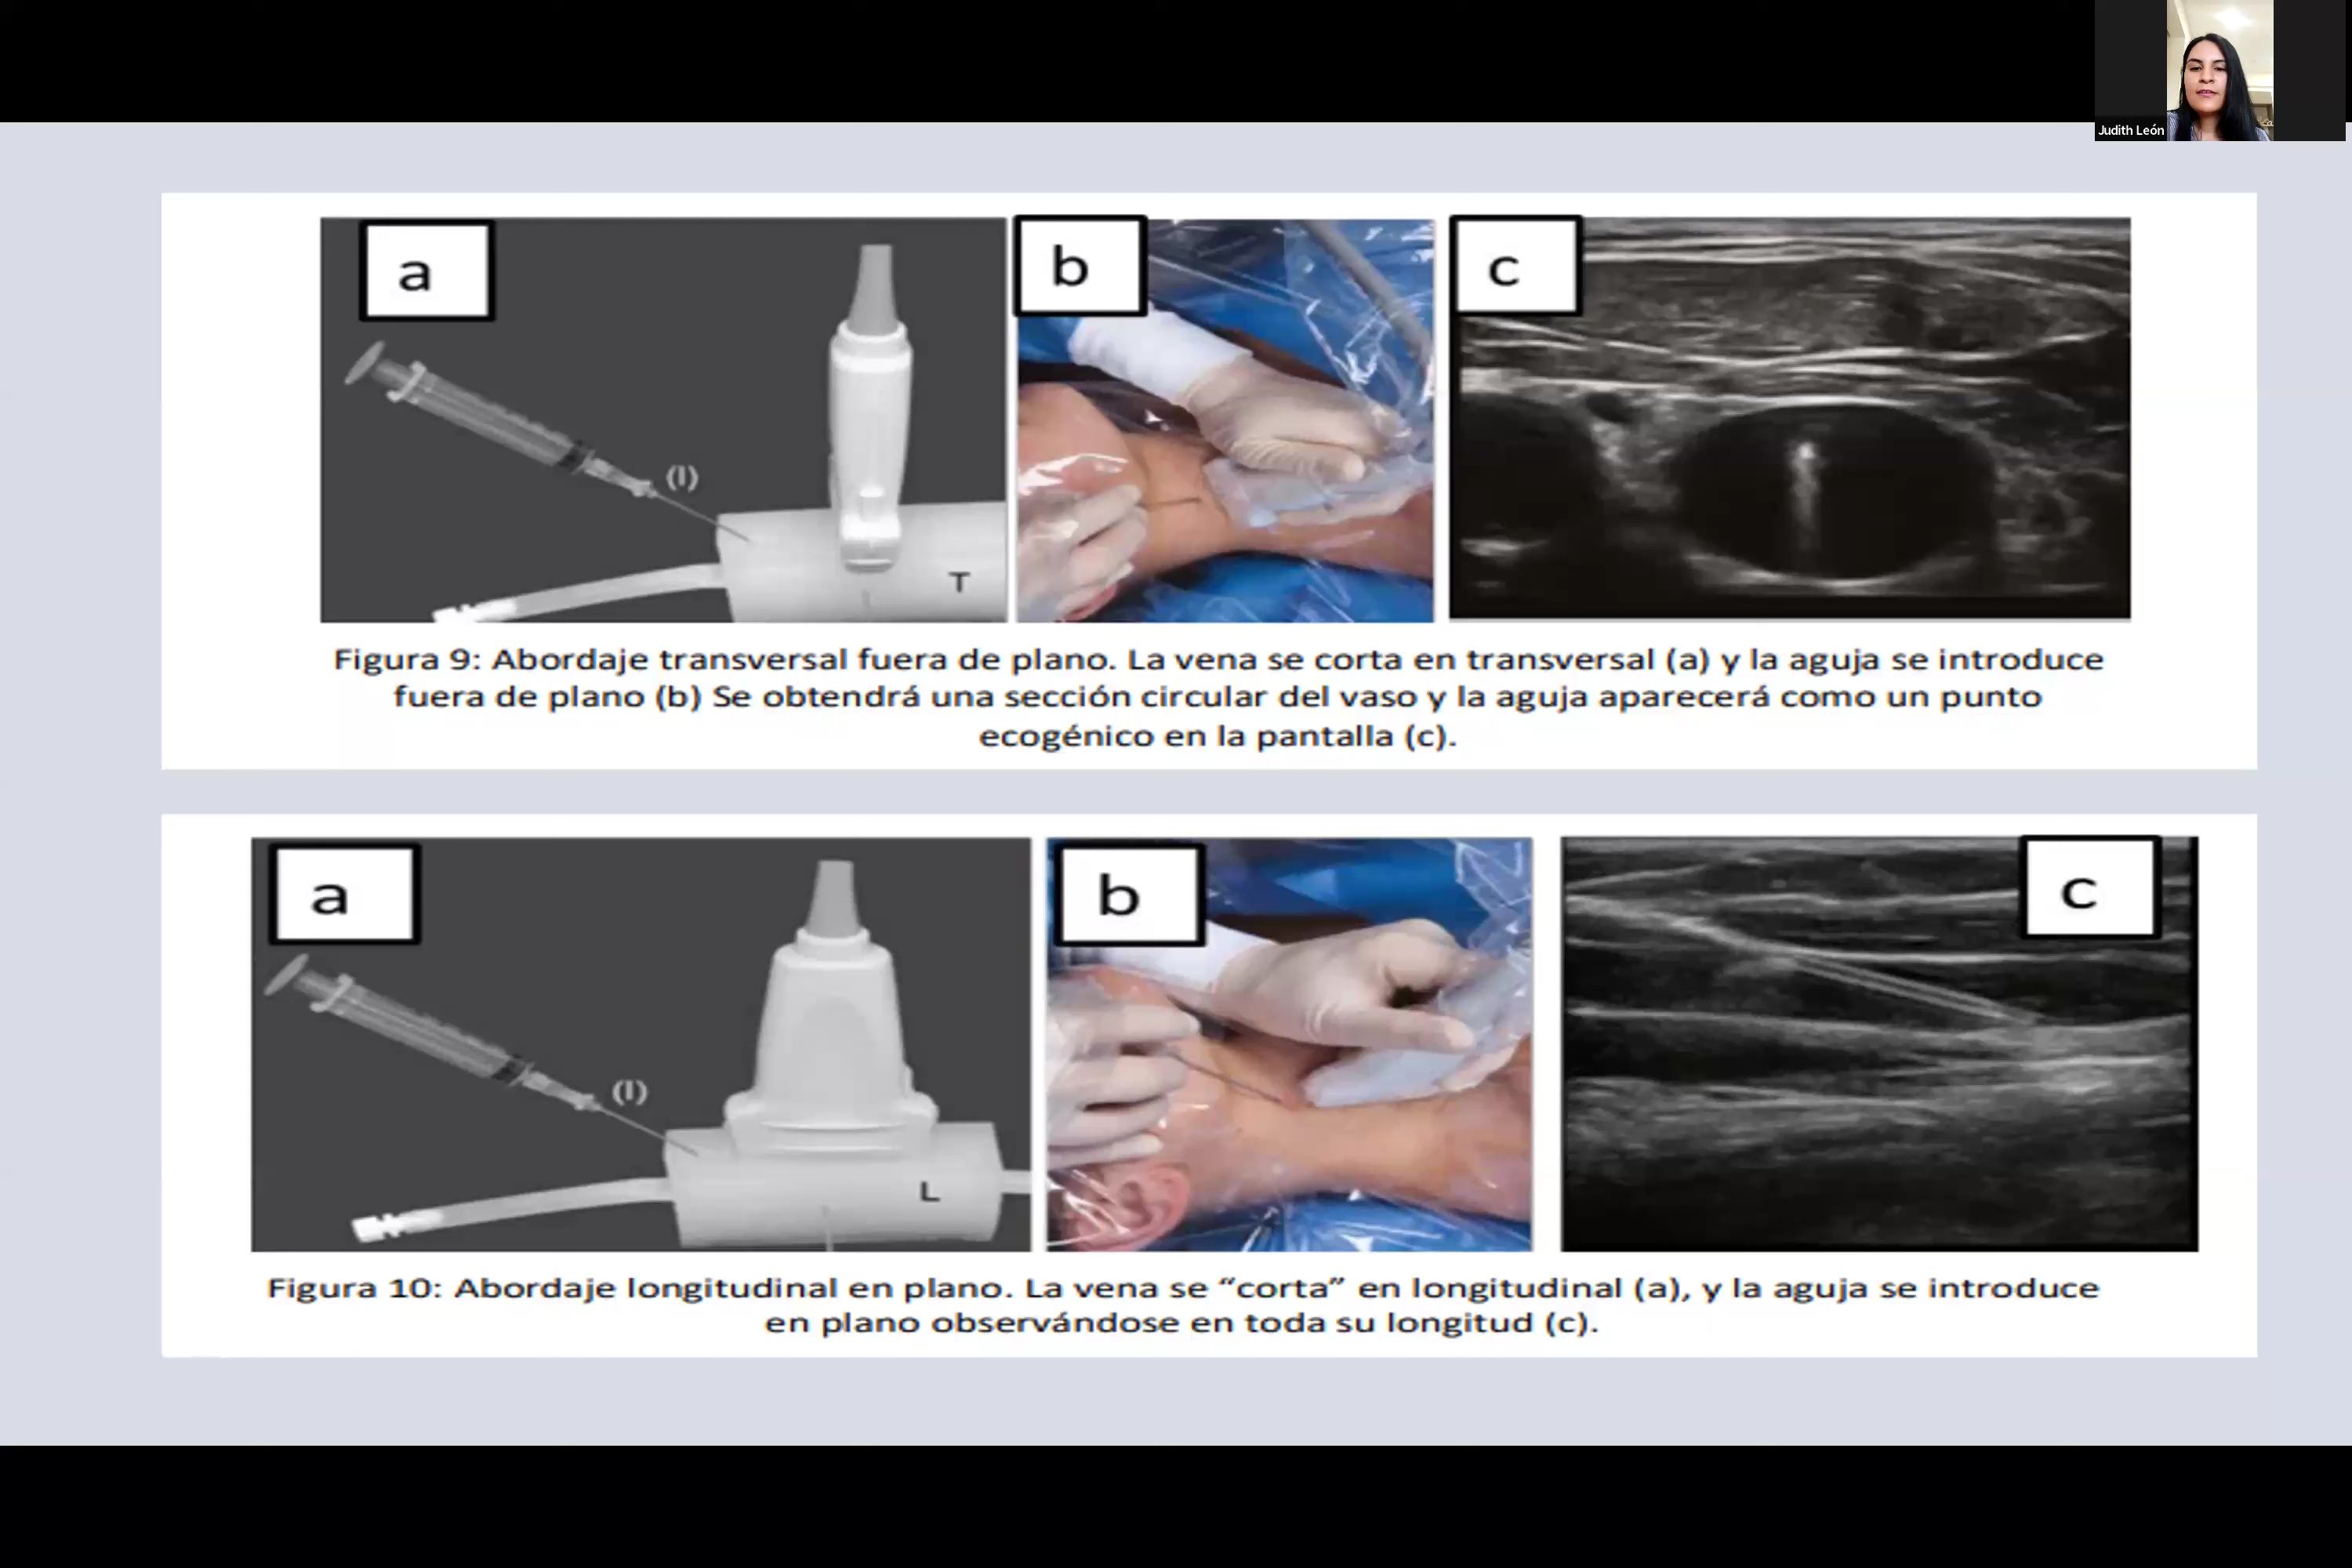 Judith León
a
b
c
(I)
T
Figura 9: Abordaje transversal fuera de plano. La vena se corta en transversal (a) y la aguja se introduce
fuera de plano (b) Se obtendrá una sección circular del vaso y la aguja aparecerá como un punto
ecogénico en la pantalla (c).
a
b
c
(I)
L
Figura 10: Abordaje longitudinal en plano. La vena se “corta” en longitudinal (a), y la aguja se introduce
en plano observándose en toda su longitud (c).